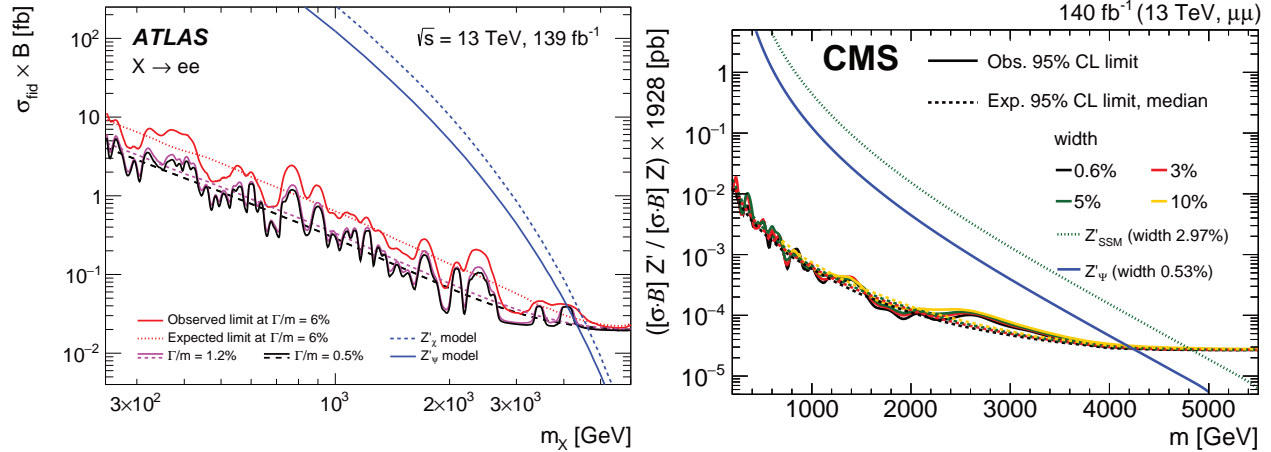 ATLAS
√s = 13 TeV, 139 fb⁻¹
X → ee
σ_fid × B [fb]
10²
10
1
10⁻¹
10⁻²
Observed limit at Γ/m = 6%
Expected limit at Γ/m = 6%
Γ/m = 1.2%
Γ/m = 0.5%
Z'_χ model
Z'_ψ model
3×10²
10³
2×10³
3×10³
m_X [GeV]
140 fb⁻¹ (13 TeV, μμ)
CMS
Obs. 95% CL limit
Exp. 95% CL limit, median
width
0.6%
3%
5%
10%
Z'_SSM (width 2.97%)
Z'_Ψ (width 0.53%)
([σ·B] Z' / [σ·B] Z) × 1928 [pb]
1
10⁻¹
10⁻²
10⁻³
10⁻⁴
10⁻⁵
1000 2000 3000 4000 5000
m [GeV]